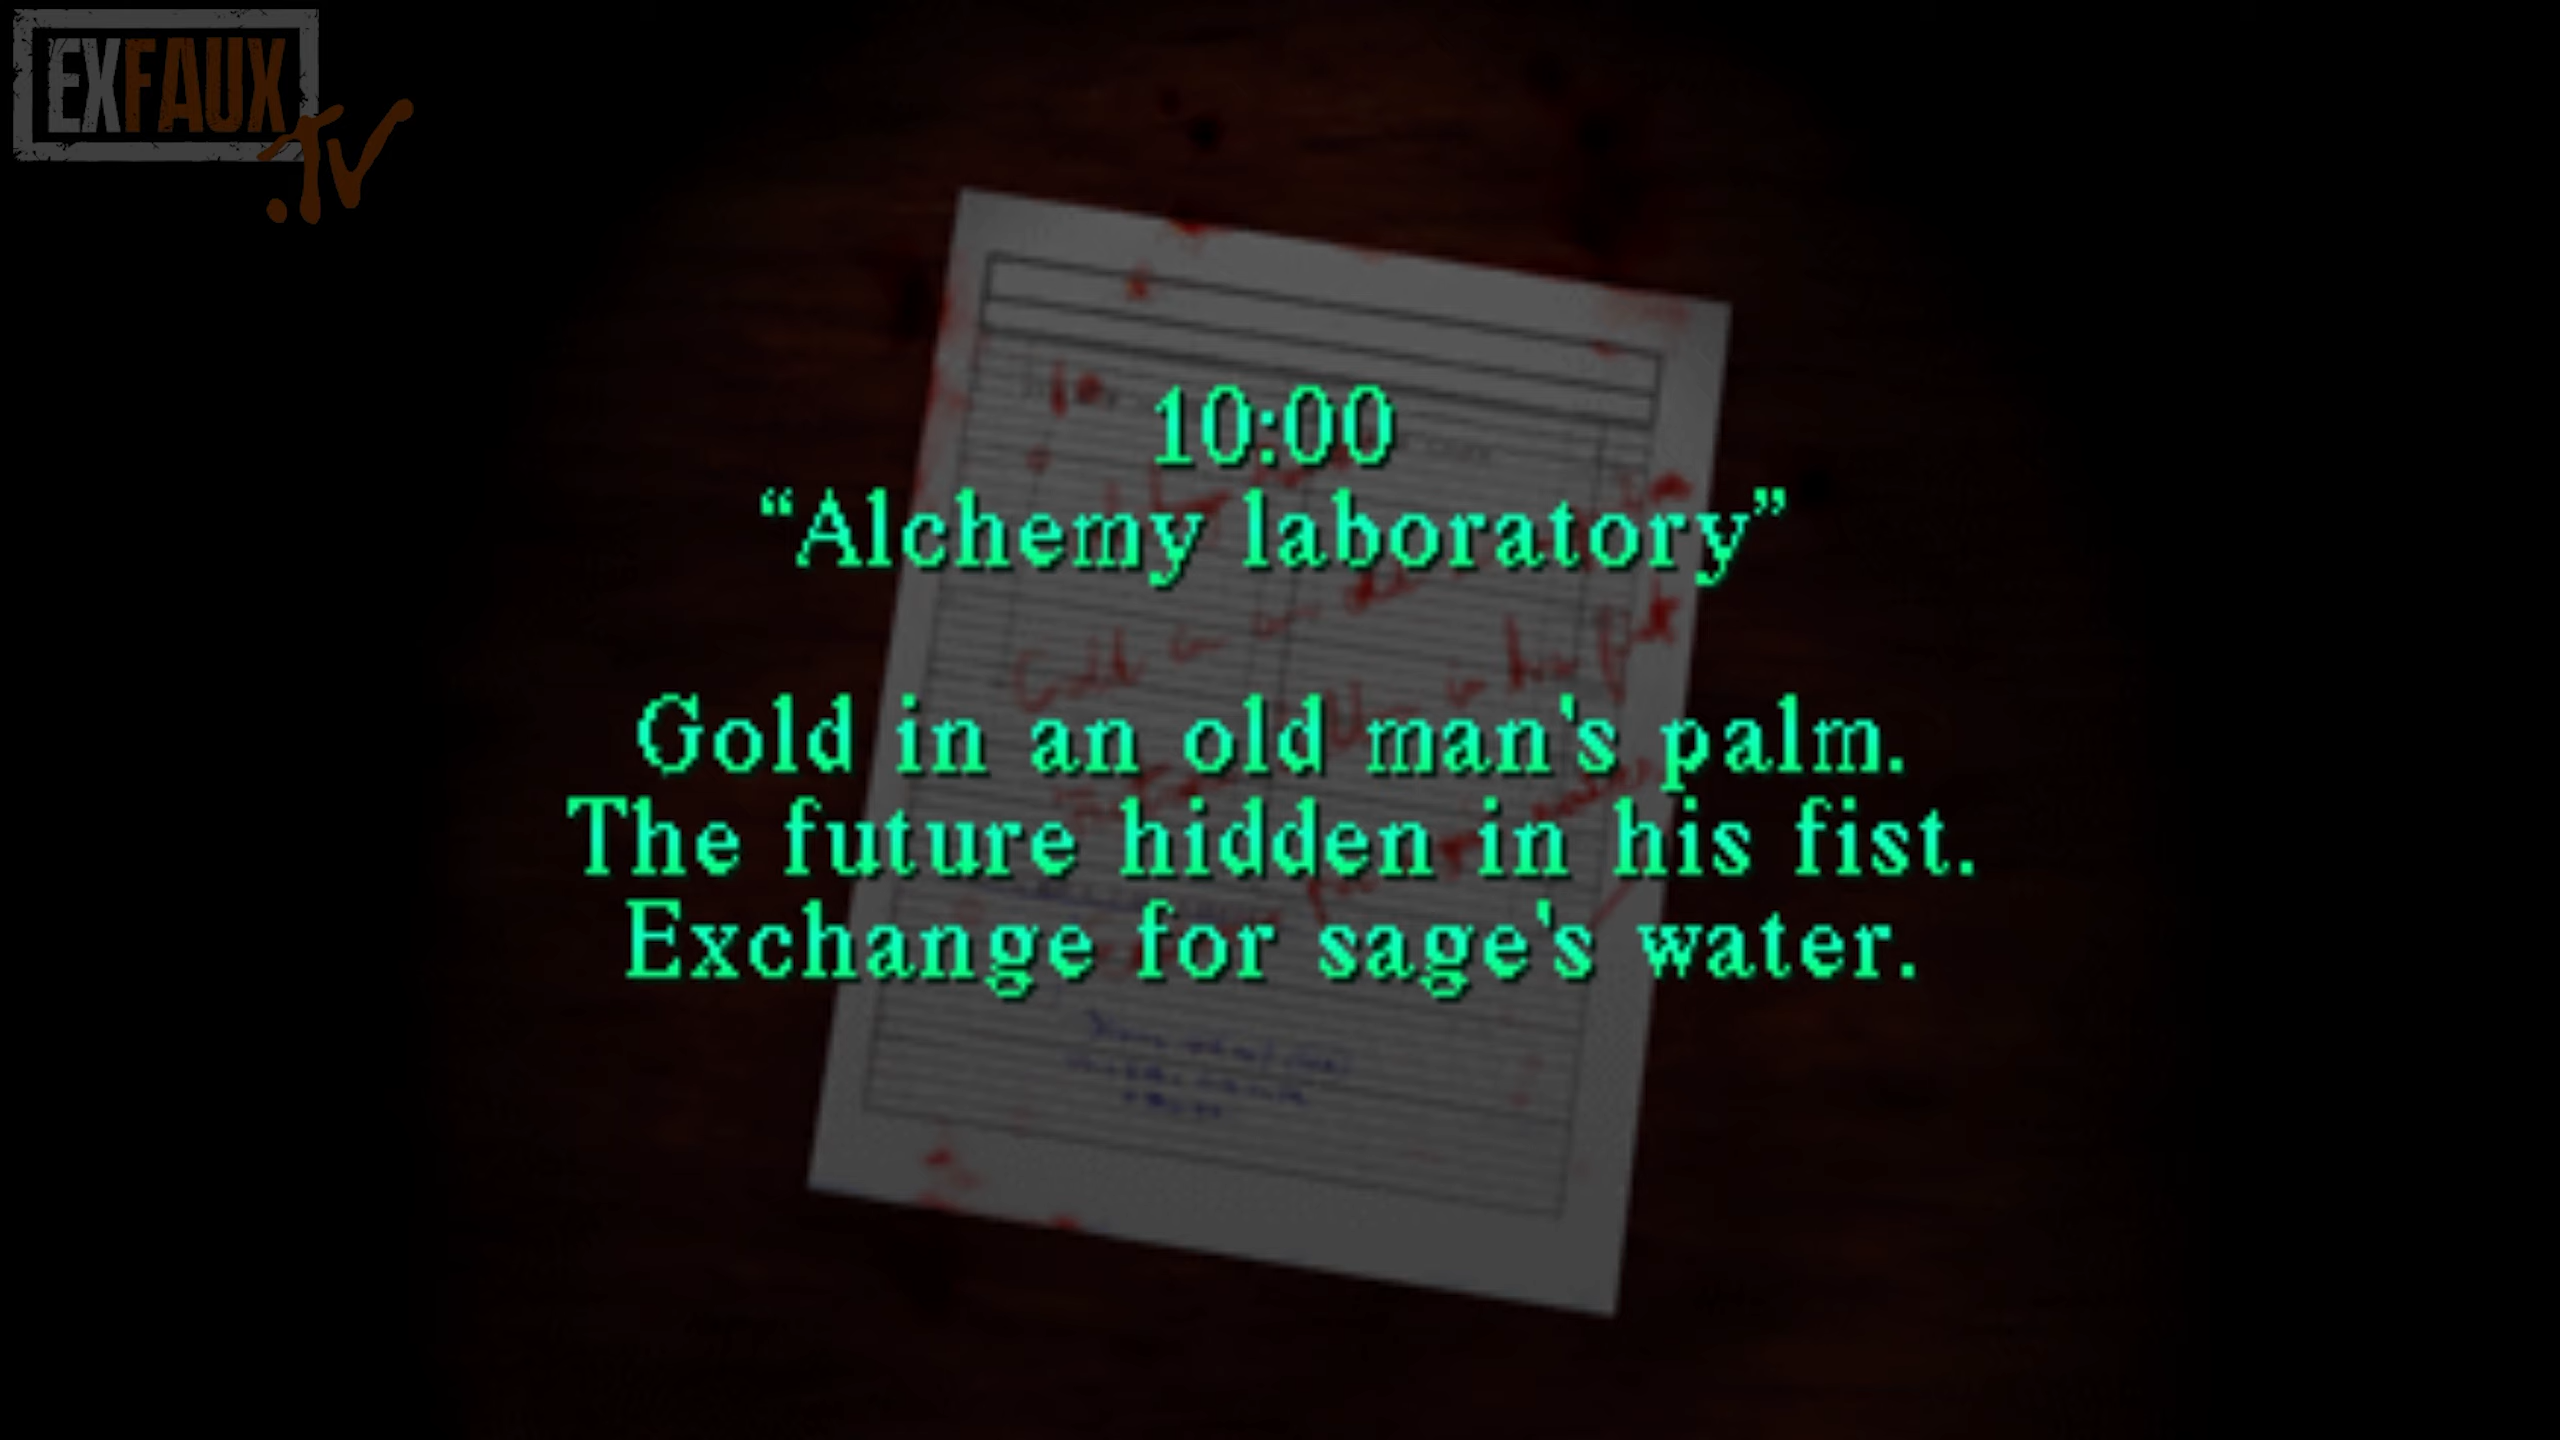 EXFAUX
.TV
10:00
“Alchemy laboratory”
Gold in an old man's palm.
The future hidden in his fist.
Exchange for sage's water.